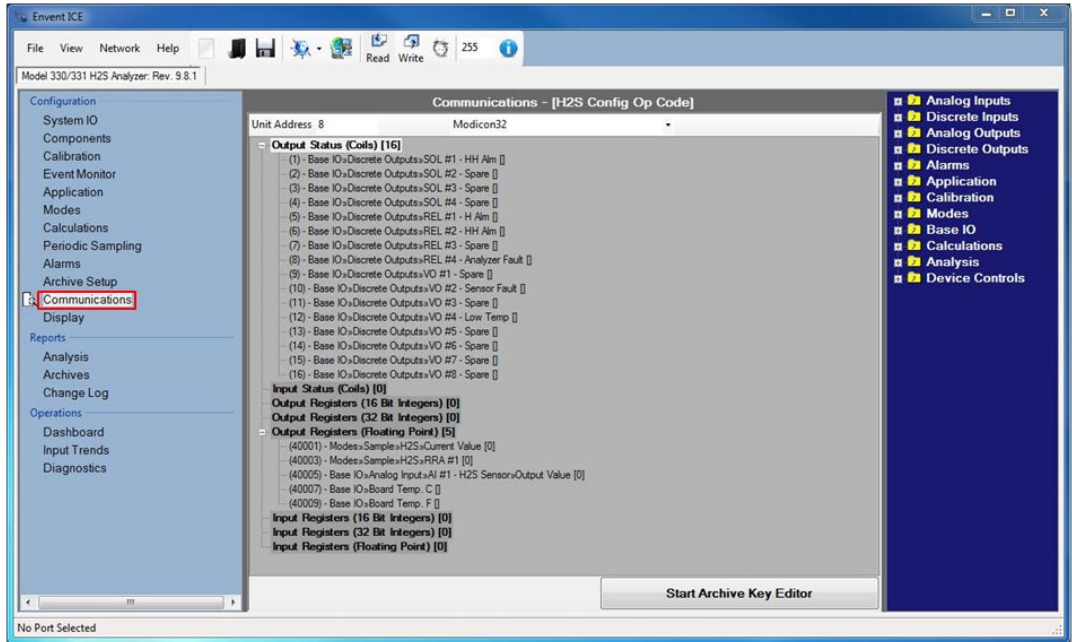 Envent ICE
File View Network Help Read Write 255
Model 330/331 H2S Analyzer: Rev. 9.8.1
Configuration
System IO
Components
Calibration
Event Monitor
Application
Modes
Calculations
Periodic Sampling
Alarms
Archive Setup
Communications
Display
Reports
Analysis
Archives
Change Log
Operations
Dashboard
Input Trends
Diagnostics
Communications - [H2S Config Op Code]
Unit Address 8 Modicon32
Output Status (Coils) [16]
(1) - Base IO»Discrete Outputs»SOL #1 - HH Alm []
(2) - Base IO»Discrete Outputs»SOL #2 - Spare []
(3) - Base IO»Discrete Outputs»SOL #3 - Spare []
(4) - Base IO»Discrete Outputs»SOL #4 - Spare []
(5) - Base IO»Discrete Outputs»REL #1 - H Alm []
(6) - Base IO»Discrete Outputs»REL #2 - HH Alm []
(7) - Base IO»Discrete Outputs»REL #3 - Spare []
(8) - Base IO»Discrete Outputs»REL #4 - Analyzer Fault []
(9) - Base IO»Discrete Outputs»VO #1 - Spare []
(10) - Base IO»Discrete Outputs»VO #2 - Sensor Fault []
(11) - Base IO»Discrete Outputs»VO #3 - Spare []
(12) - Base IO»Discrete Outputs»VO #4 - Low Temp []
(13) - Base IO»Discrete Outputs»VO #5 - Spare []
(14) - Base IO»Discrete Outputs»VO #6 - Spare []
(15) - Base IO»Discrete Outputs»VO #7 - Spare []
(16) - Base IO»Discrete Outputs»VO #8 - Spare []
Input Status (Coils) [0]
Output Registers (16 Bit Integers) [0]
Output Registers (32 Bit Integers) [0]
Output Registers (Floating Point) [5]
(40001) - Modes»Sample»H2S»Current Value [0]
(40003) - Modes»Sample»H2S»RRA #1 [0]
(40005) - Base IO»Analog Input»AI #1 - H2S Sensor»Output Value [0]
(40007) - Base IO»Board Temp. C []
(40009) - Base IO»Board Temp. F []
Input Registers (16 Bit Integers) [0]
Input Registers (32 Bit Integers) [0]
Input Registers (Floating Point) [0]
Start Archive Key Editor
Analog Inputs
Discrete Inputs
Analog Outputs
Discrete Outputs
Alarms
Application
Calibration
Modes
Base IO
Calculations
Analysis
Device Controls
No Port Selected